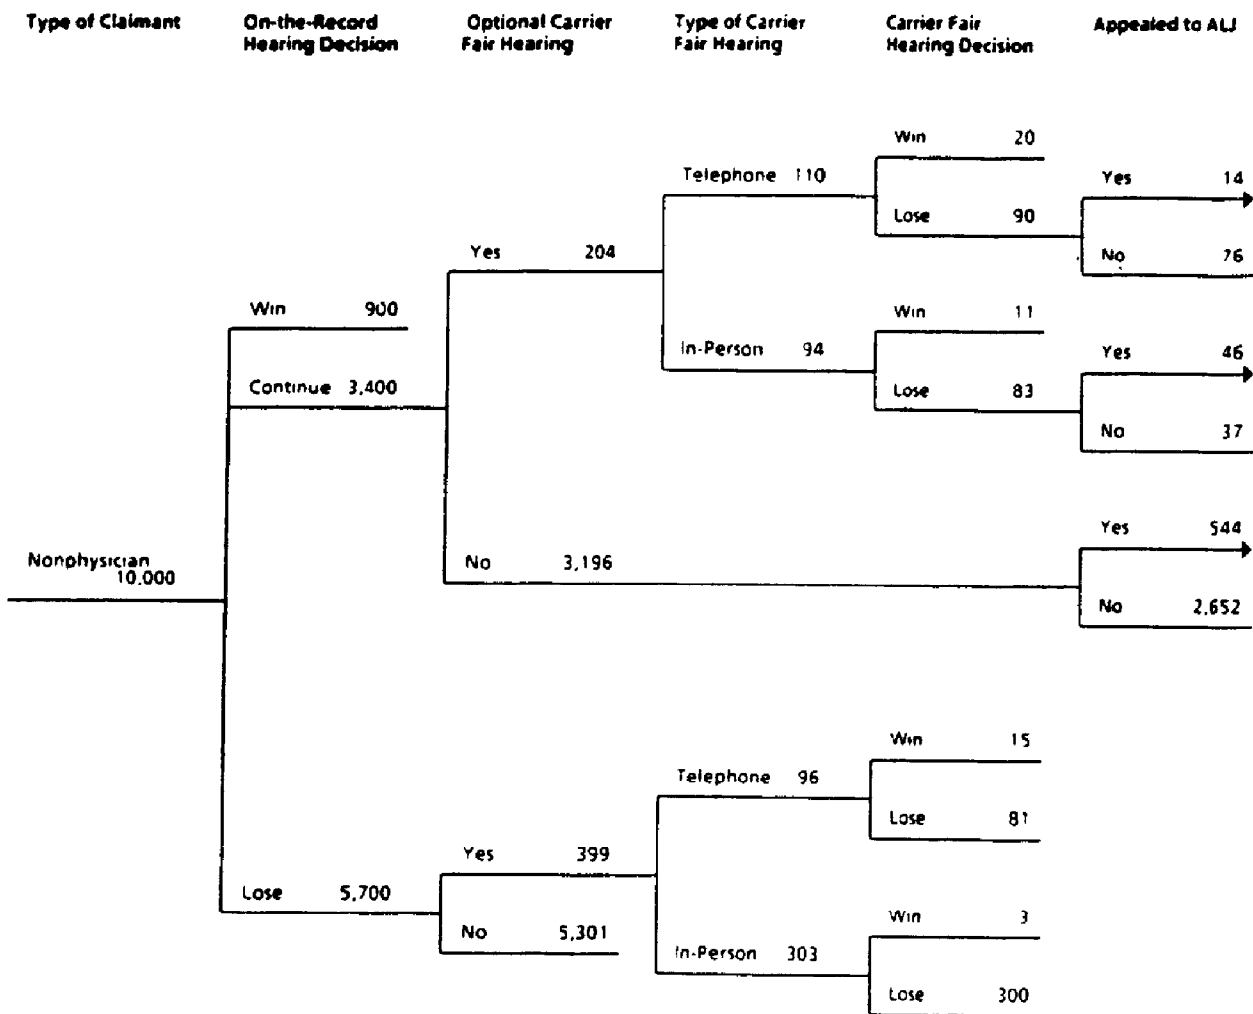 Type of Claimant On-the-Record Optional Carrier Type of Carrier Carrier Fair Appealed to ALJ
Hearing Decision Fair Hearing Fair Hearing Hearing Decision
Win 20
Telephone 110
Yes 14
Lose 90
Yes 204
No 76
Win 900
Win 11
In-Person 94
Yes 46
Continue 3,400
Lose 83
No 37
Yes 544
Nonphysician
No 3,196
10,000
No 2,652
Win 15
Telephone 96
Lose 81
Yes 399
Lose 5,700
Win 3
No 5,301
In-Person 303
Lose 300